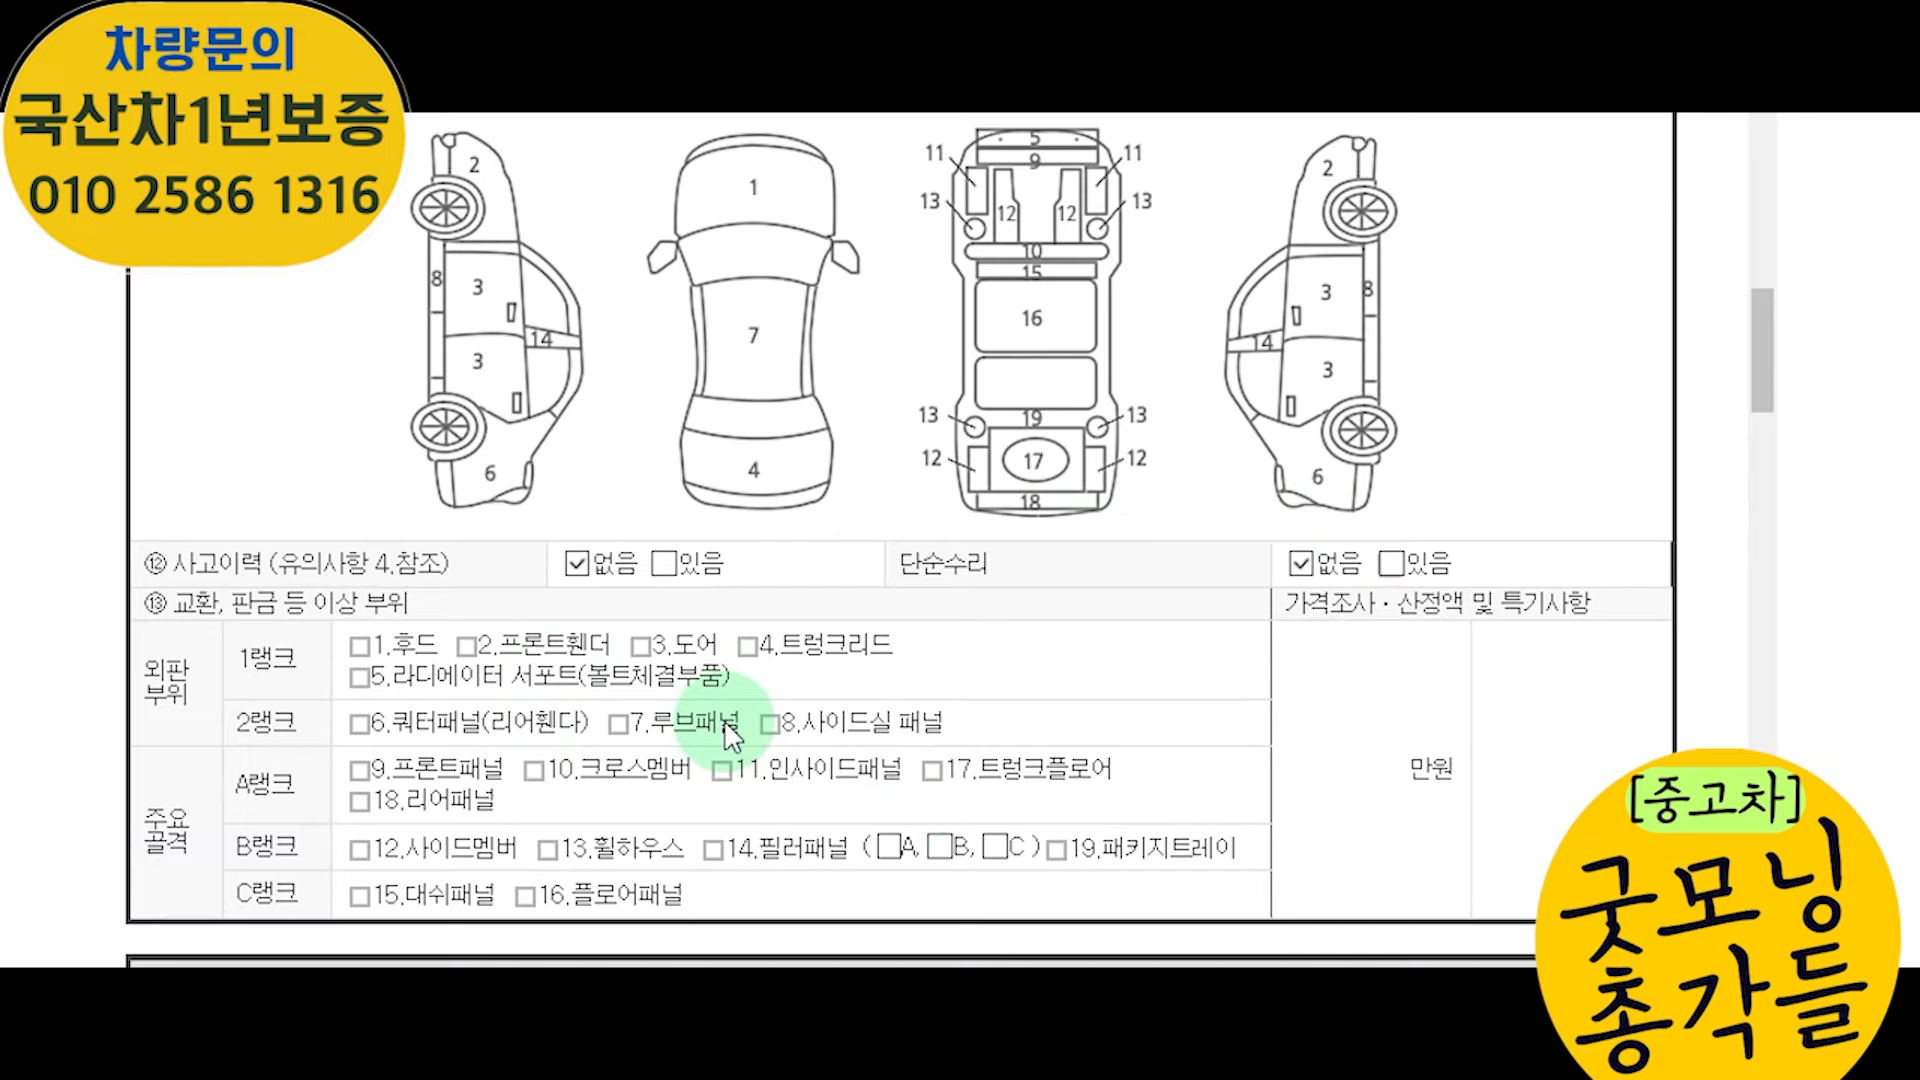 차량문의
국산차1년보증
010 2586 1316
2 1 5 9 11 11 13 13 12 12 10 15 2
8 3 14 3 7 16 3 8 14 3
6 4 13 19 13 12 17 12 18 6
⑫ 사고이력 (유의사항 4.참조) 없음 있음 단순수리 없음 있음
⑬ 교환, 판금 등 이상 부위 가격조사 · 산정액 및 특기사항
외판
부위
1랭크 1.후드 2.프론트휀더 3.도어 4.트렁크리드
5.라디에이터 서포트(볼트체결부품)
2랭크 6.쿼터패널(리어휀다) 7.루브패널 8.사이드실 패널
주요
골격
A랭크 9.프론트패널 10.크로스멤버 11.인사이드패널 17.트렁크플로어
18.리어패널
B랭크 12.사이드멤버 13.휠하우스 14.필러패널 ( A, B, C ) 19.패키지트레이
C랭크 15.대쉬패널 16.플로어패널
만원
[중고차]
굿모닝
총각들